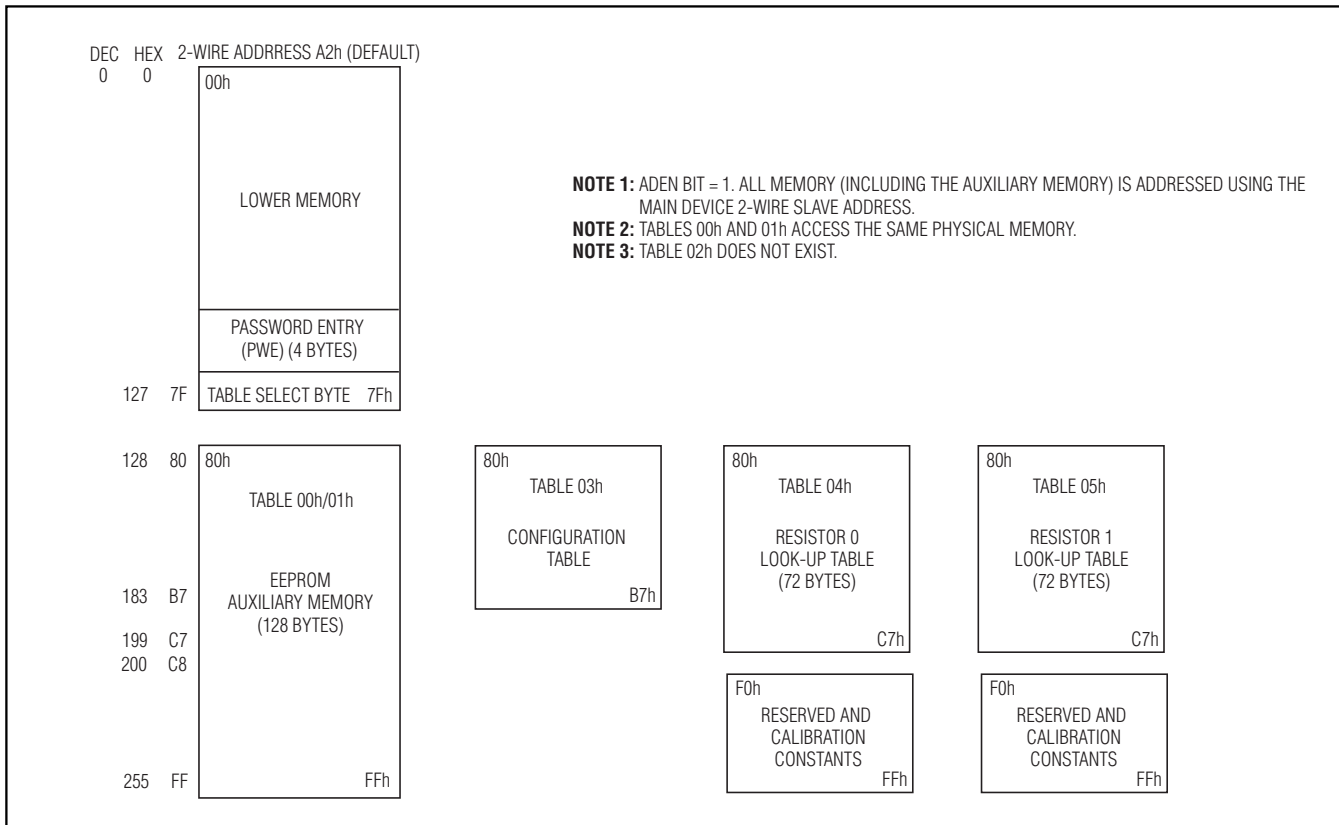 DEC HEX 2-WIRE ADDRRESS A2h (DEFAULT)
0 0
00h
LOWER MEMORY
PASSWORD ENTRY
(PWE) (4 BYTES)
127 7F TABLE SELECT BYTE 7Fh
NOTE 1: ADEN BIT = 1. ALL MEMORY (INCLUDING THE AUXILIARY MEMORY) IS ADDRESSED USING THE
MAIN DEVICE 2-WIRE SLAVE ADDRESS.
NOTE 2: TABLES 00h AND 01h ACCESS THE SAME PHYSICAL MEMORY.
NOTE 3: TABLE 02h DOES NOT EXIST.
128 80
183 B7
199 C7
200 C8
255 FF
80h
TABLE 00h/01h
EEPROM
AUXILIARY MEMORY
(128 BYTES)
FFh
80h
TABLE 03h
CONFIGURATION
TABLE
B7h
80h
TABLE 04h
RESISTOR 0
LOOK-UP TABLE
(72 BYTES)
C7h
F0h
RESERVED AND
CALIBRATION
CONSTANTS
FFh
80h
TABLE 05h
RESISTOR 1
LOOK-UP TABLE
(72 BYTES)
C7h
F0h
RESERVED AND
CALIBRATION
CONSTANTS
FFh